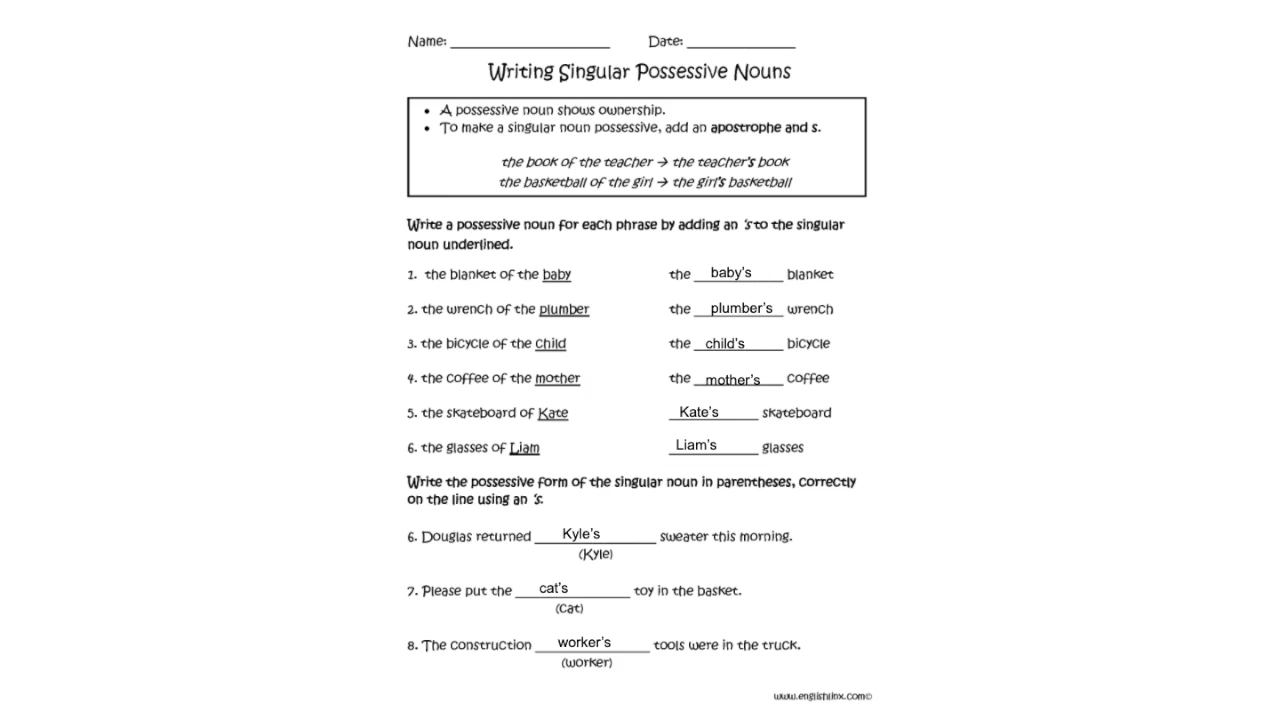 Name: ____________________ Date: ______________
Writing Singular Possessive Nouns
• A possessive noun shows ownership.
• To make a singular noun possessive, add an apostrophe and s.
the book of the teacher → the teacher's book
the basketball of the girl → the girl's basketball
Write a possessive noun for each phrase by adding an 's to the singular
noun underlined.
1. the blanket of the baby the baby's blanket
2. the wrench of the plumber the plumber's wrench
3. the bicycle of the child the child's bicycle
4. the coffee of the mother the mother's coffee
5. the skateboard of Kate Kate's skateboard
6. the glasses of Liam Liam's glasses
Write the possessive form of the singular noun in parentheses, correctly
on the line using an 's.
6. Douglas returned Kyle's sweater this morning.
(Kyle)
7. Please put the cat's toy in the basket.
(cat)
8. The construction worker's tools were in the truck.
(worker)
www.englishlinx.com©